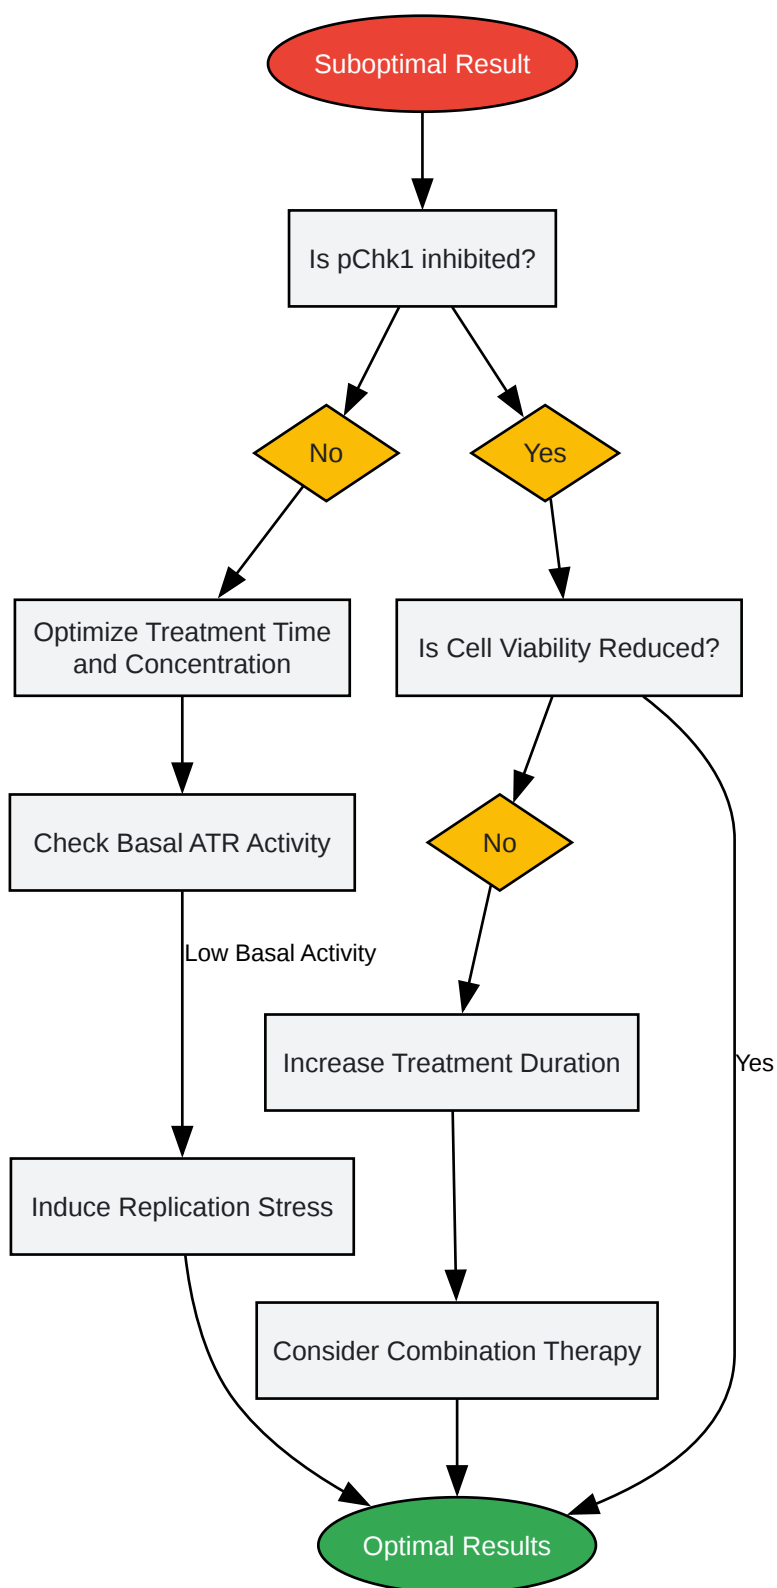 Suboptimal Result
Is pChk1 inhibited?
No
Yes
Optimize Treatment Time
and Concentration
Is Cell Viability Reduced?
Check Basal ATR Activity
No
Low Basal Activity
Increase Treatment Duration
Yes
Induce Replication Stress
Consider Combination Therapy
Optimal Results